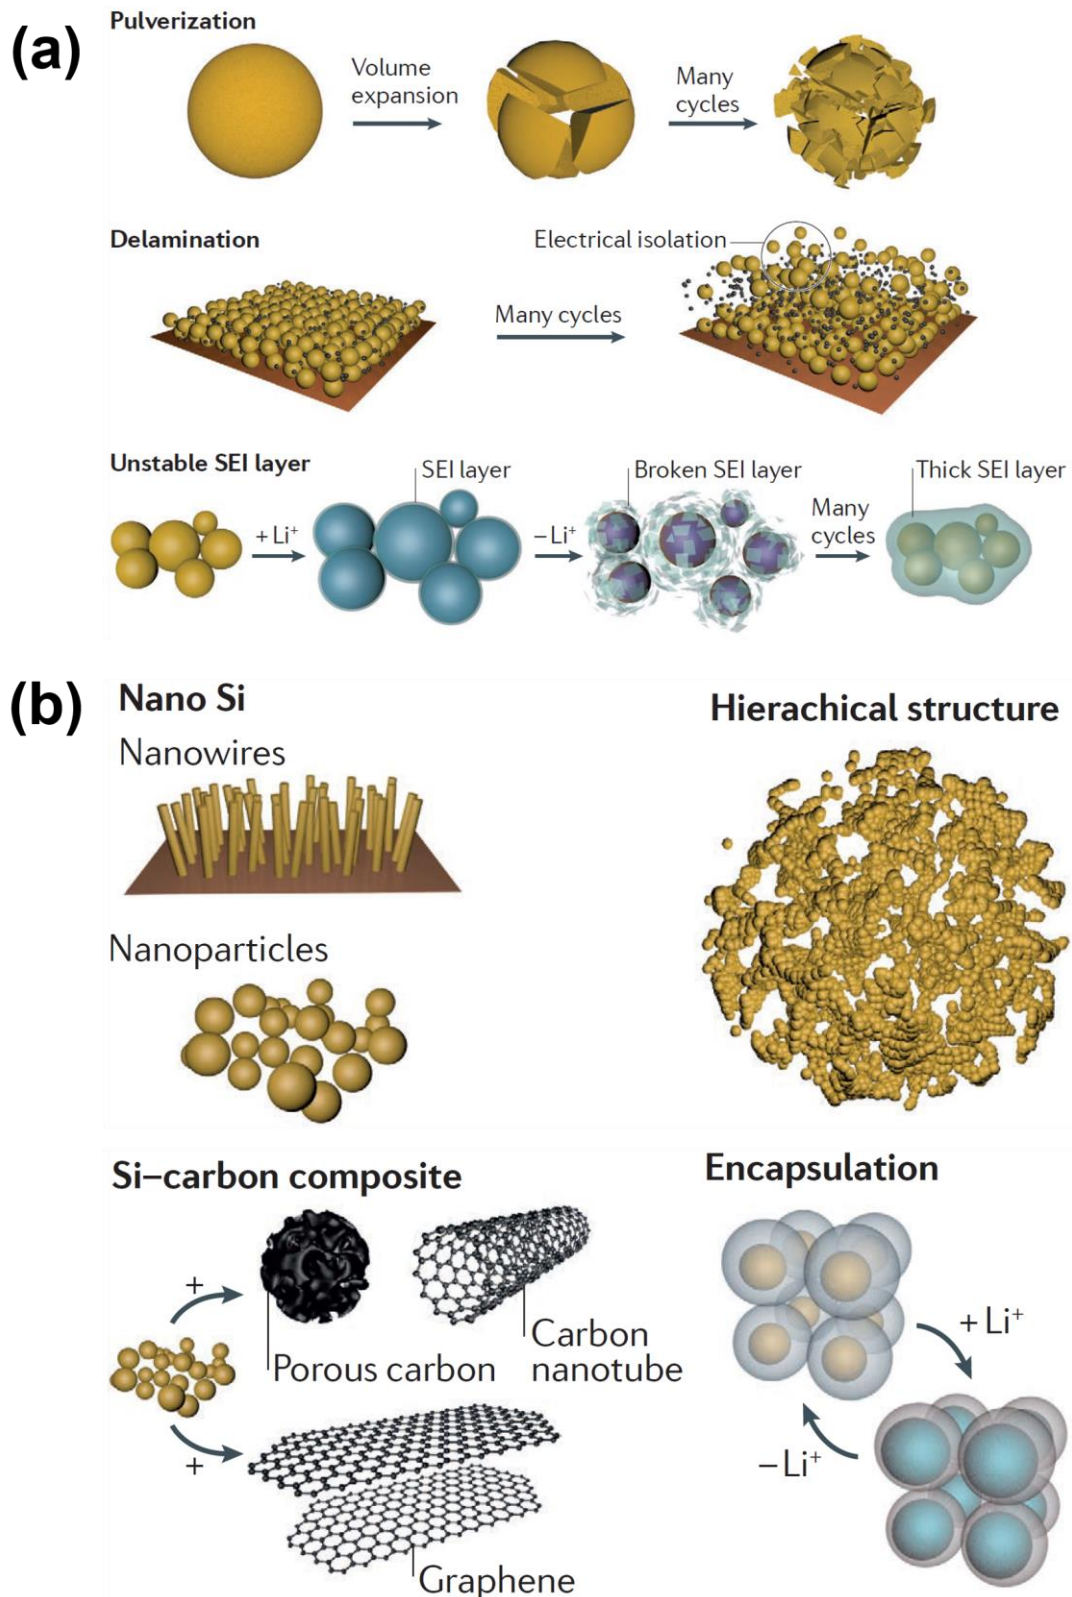 (a)
Pulverization
Volume
expansion
Many
cycles
Delamination
Electrical isolation
Many cycles
Unstable SEI layer
SEI layer
Broken SEI layer
Thick SEI layer
+ Li⁺
– Li⁺
Many
cycles
(b)
Nano Si
Nanowires
Nanoparticles
Hierachical structure
Si–carbon composite
+
+
Porous carbon
Carbon
nanotube
Graphene
Encapsulation
+ Li⁺
– Li⁺